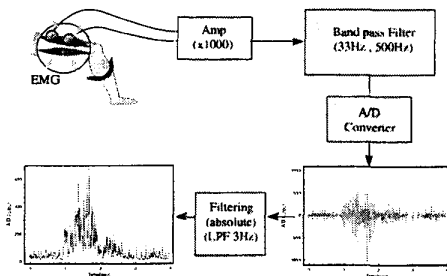 Amp
(x1000)
Band pass Filter
(33Hz , 500Hz)
EMG
A/D
Converter
Filtering
(absolute)
(LPF 3Hz)